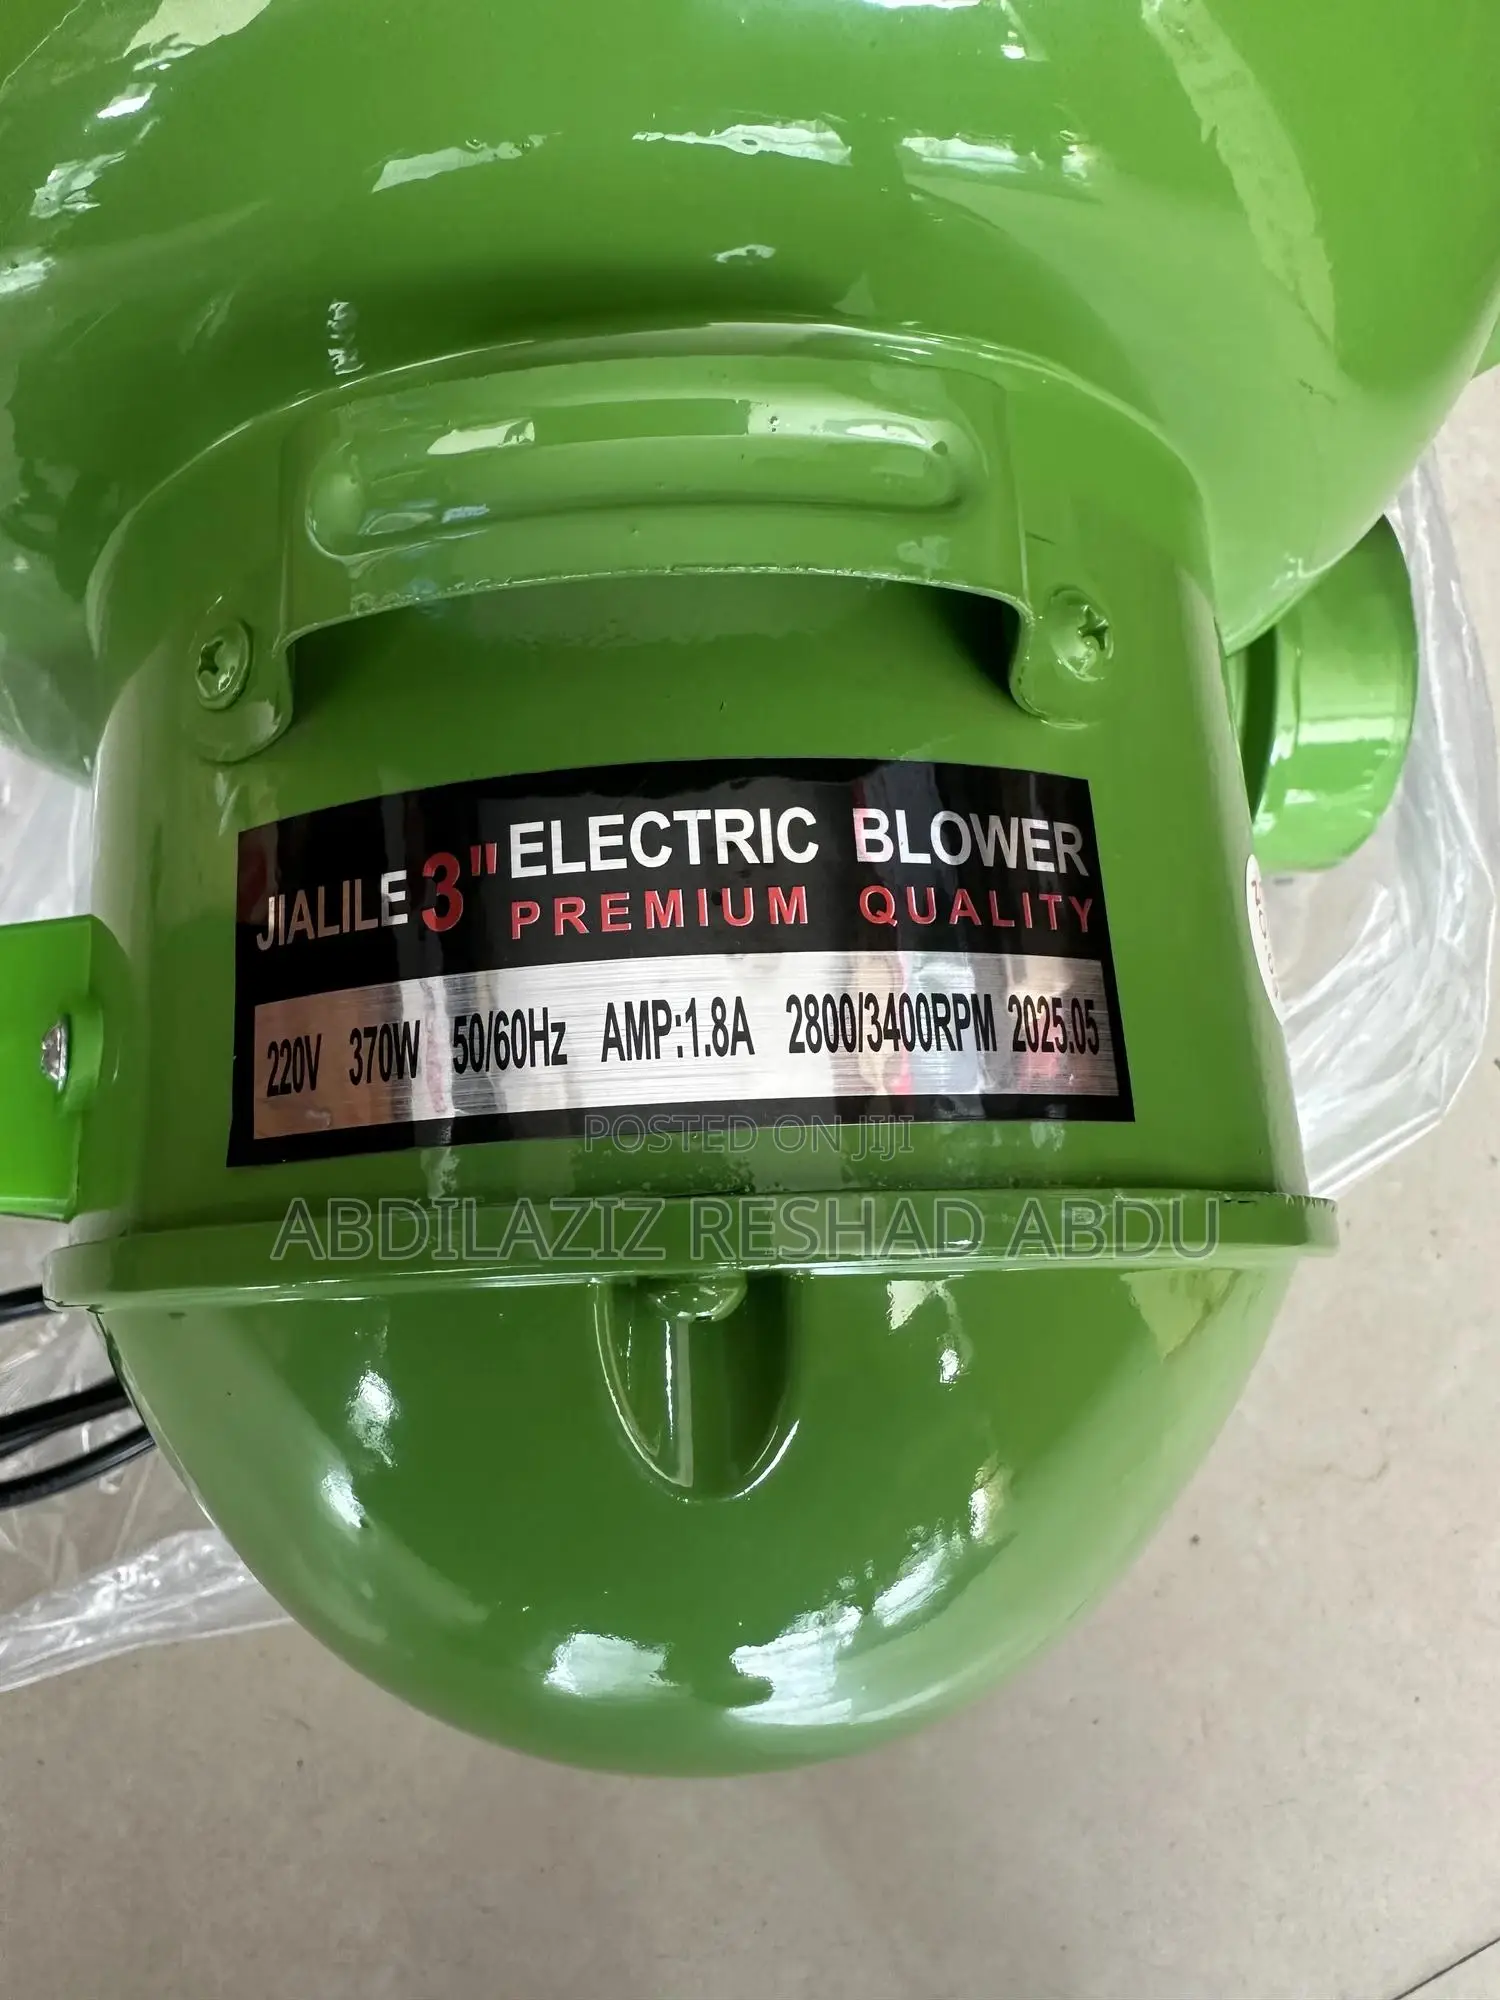 JIALILE 3" ELECTRIC BLOWER
PREMIUM QUALITY
220V 370W 50/60Hz AMP:1.8A 2800/3400RPM 2025.05
POSTED ON JIJI
ABDILAZIZ RESHAD ABDU